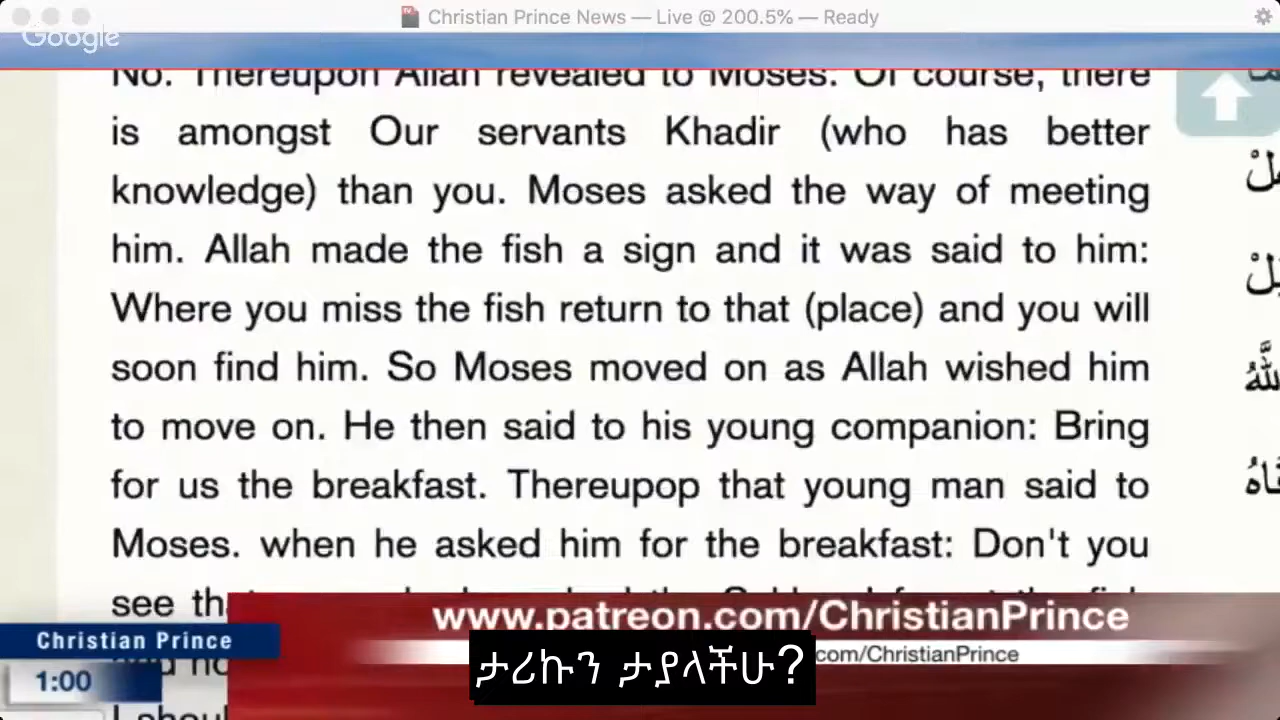 Christian Prince News — Live @ 200.5% — Ready
Google
No. Thereupon Allah revealed to Moses: Of course, there
is amongst Our servants Khadir (who has better
knowledge) than you. Moses asked the way of meeting
him. Allah made the fish a sign and it was said to him:
Where you miss the fish return to that (place) and you will
soon find him. So Moses moved on as Allah wished him
to move on. He then said to his young companion: Bring
for us the breakfast. Thereupop that young man said to
Moses. when he asked him for the breakfast: Don't you
see
www.patreon.com/ChristianPrince
Christian Prince
com/ChristianPrince
ታሪኩን ታያላችሁ?
1:00